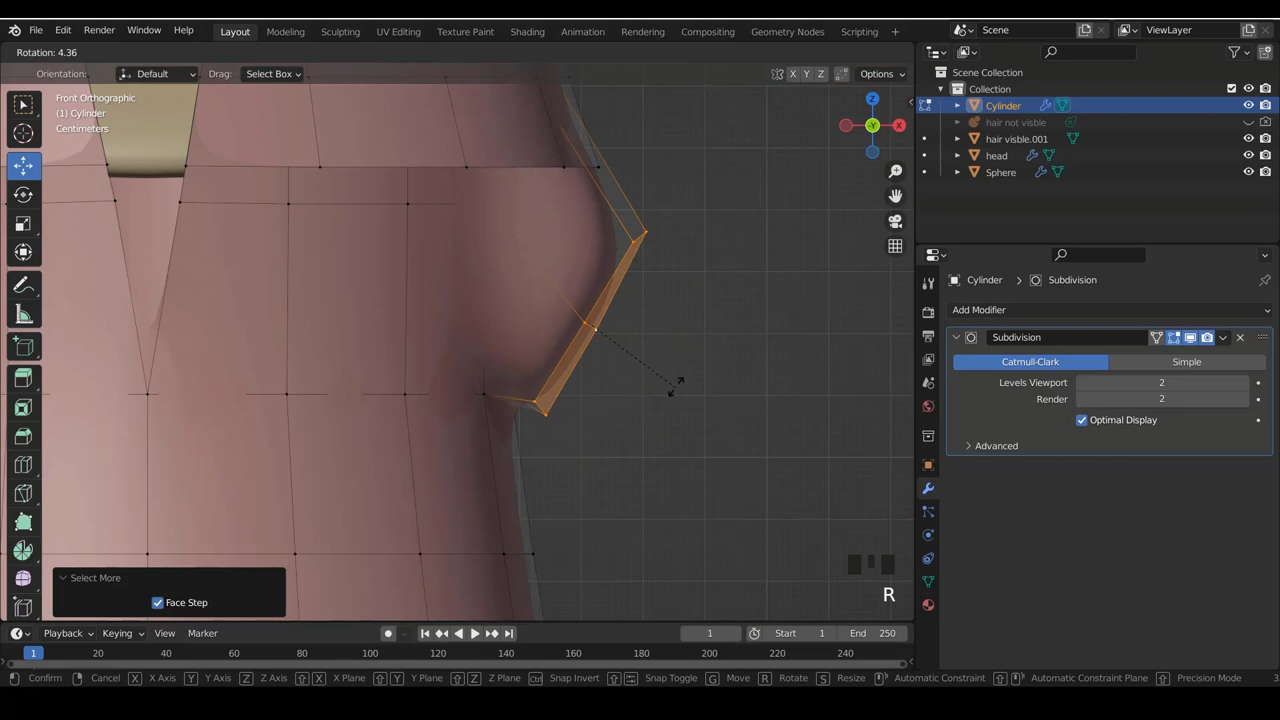 File Edit Render Window Help Layout Modeling Sculpting UV Editing Texture Paint Shading Animation Rendering Compositing Geometry Nodes Scripting + Scene ViewLayer
Rotation: 4.36
Orientation: Default Drag: Select Box X Y Z Options
Front Orthographic
(1) Cylinder
Centimeters
Z
X
-Y
Scene Collection
Collection
Cylinder
hair not visble
hair visble.001
head
Sphere
Cylinder > Subdivision
Add Modifier
Subdivision
Catmull-Clark Simple
Levels Viewport 2
Render 2
Optimal Display
Advanced
Select More
Face Step
R
Playback Keying View Marker 1 Start 1 End 250
1 20 40 60 80 100 120 140 160 180 200 220 240
Confirm Cancel X X Axis Y Y Axis Z Z Axis X X Plane Y Y Plane Z Z Plane Ctrl Snap Invert Snap Toggle G Move R Rotate S Resize Automatic Constraint Automatic Constraint Plane Precision Mode